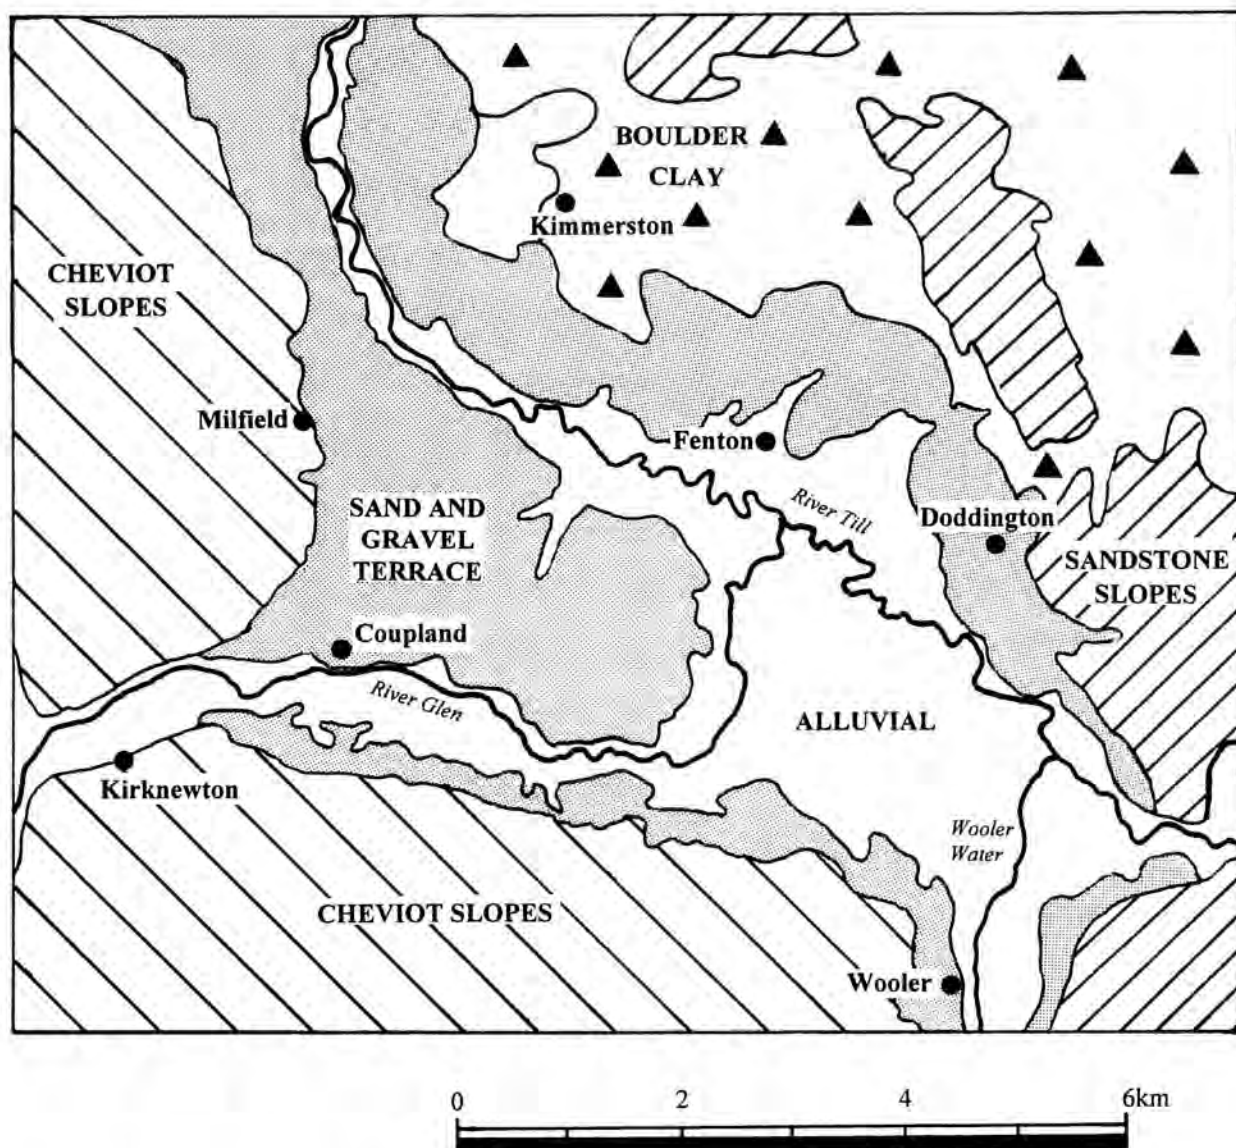 BOULDER
CLAY
Kimmerston
CHEVIOT
SLOPES
Milfield
Fenton
River Till
SAND AND
GRAVEL
TERRACE
Doddington
SANDSTONE
SLOPES
Coupland
River Glen
ALLUVIAL
Kirknewton
Wooler
Water
CHEVIOT SLOPES
Wooler
0 2 4 6km